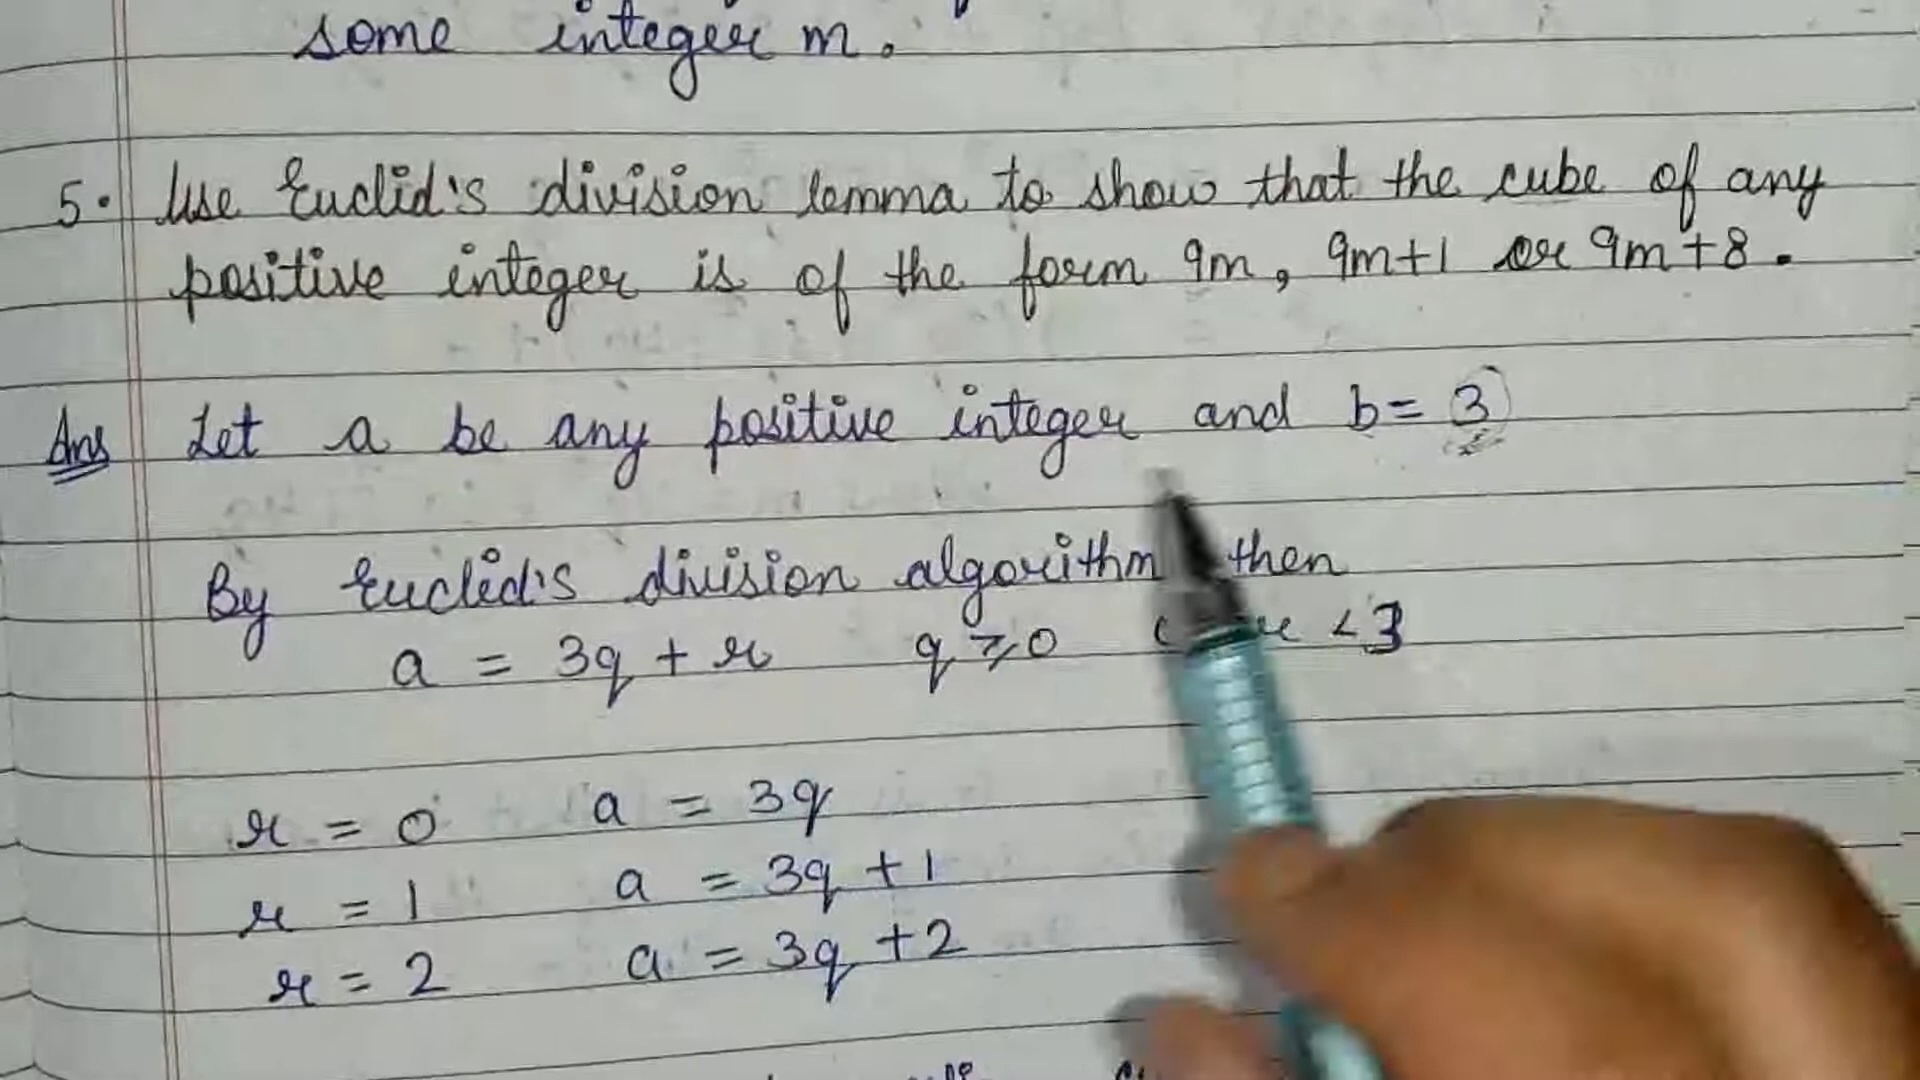 some integer m.
5. Use Euclid's division lemma to show that the cube of any
positive integer is of the form 9m, 9m+1 or 9m+8.
Ans Let a be any positive integer and b = 3
By Euclid's division algorithm then
a = 3q + r q ≥ 0 r < 3
r = 0 a = 3q
r = 1 a = 3q + 1
r = 2 a = 3q + 2